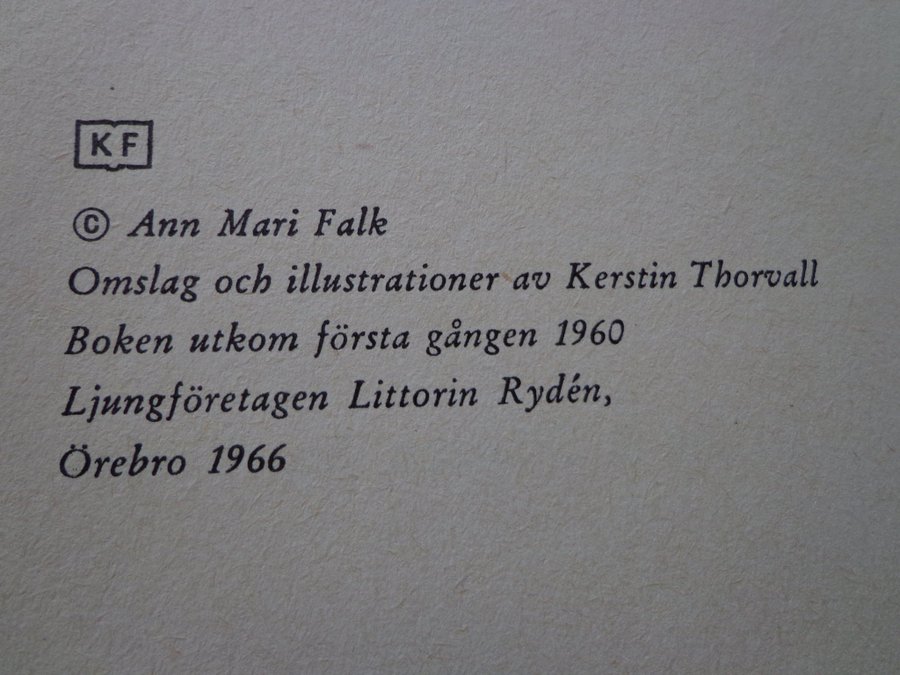 KF
© Ann Mari Falk
Omslag och illustrationer av Kerstin Thorvall
Boken utkom första gången 1960
Ljungföretagen Littorin Rydén,
Örebro 1966